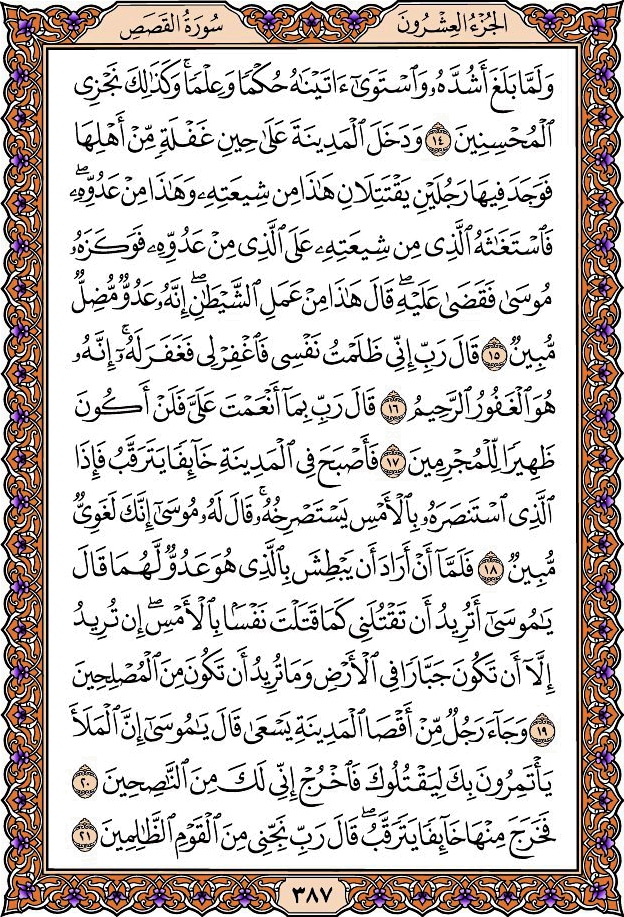 الجُزْءُ العِشْرُونَ
سُورَةُ القَصَصِ
وَلَمَّا بَلَغَ أَشُدَّهُۥ وَٱسْتَوَىٰٓ ءَاتَيْنَٰهُ حُكْمًا وَعِلْمًاۚ وَكَذَٰلِكَ نَجْزِى
ٱلْمُحْسِنِينَ ١٤ وَدَخَلَ ٱلْمَدِينَةَ عَلَىٰ حِينِ غَفْلَةٍ مِّنْ أَهْلِهَا
فَوَجَدَ فِيهَا رَجُلَيْنِ يَقْتَتِلَانِ هَٰذَا مِن شِيعَتِهِۦ وَهَٰذَا مِنْ عَدُوِّهِۦۖ
فَٱسْتَغَٰثَهُ ٱلَّذِى مِن شِيعَتِهِۦ عَلَى ٱلَّذِى مِنْ عَدُوِّهِۦ فَوَكَزَهُۥ
مُوسَىٰ فَقَضَىٰ عَلَيْهِۖ قَالَ هَٰذَا مِنْ عَمَلِ ٱلشَّيْطَٰنِۖ إِنَّهُۥ عَدُوٌّ مُّضِلٌّ
مُّبِينٌ ١٥ قَالَ رَبِّ إِنِّى ظَلَمْتُ نَفْسِى فَٱغْفِرْ لِى فَغَفَرَ لَهُۥٓۚ إِنَّهُۥ
هُوَ ٱلْغَفُورُ ٱلرَّحِيمُ ١٦ قَالَ رَبِّ بِمَآ أَنْعَمْتَ عَلَىَّ فَلَنْ أَكُونَ
ظَهِيرًا لِّلْمُجْرِمِينَ ١٧ فَأَصْبَحَ فِى ٱلْمَدِينَةِ خَآئِفًا يَتَرَقَّبُ فَإِذَا
ٱلَّذِى ٱسْتَنصَرَهُۥ بِٱلْأَمْسِ يَسْتَصْرِخُهُۥۚ قَالَ لَهُۥ مُوسَىٰٓ إِنَّكَ لَغَوِىٌّ
مُّبِينٌ ١٨ فَلَمَّآ أَنْ أَرَادَ أَن يَبْطِشَ بِٱلَّذِى هُوَ عَدُوٌّ لَّهُمَا قَالَ
يَٰمُوسَىٰٓ أَتُرِيدُ أَن تَقْتُلَنِى كَمَا قَتَلْتَ نَفْسًۢا بِٱلْأَمْسِۖ إِن تُرِيدُ
إِلَّآ أَن تَكُونَ جَبَّارًا فِى ٱلْأَرْضِ وَمَا تُرِيدُ أَن تَكُونَ مِنَ ٱلْمُصْلِحِينَ
١٩ وَجَآءَ رَجُلٌ مِّنْ أَقْصَا ٱلْمَدِينَةِ يَسْعَىٰ قَالَ يَٰمُوسَىٰٓ إِنَّ ٱلْمَلَأَ
يَأْتَمِرُونَ بِكَ لِيَقْتُلُوكَ فَٱخْرُجْ إِنِّى لَكَ مِنَ ٱلنَّٰصِحِينَ ٢٠
فَخَرَجَ مِنْهَا خَآئِفًا يَتَرَقَّبُۖ قَالَ رَبِّ نَجِّنِى مِنَ ٱلْقَوْمِ ٱلظَّٰلِمِينَ ٢١
٣٨٧